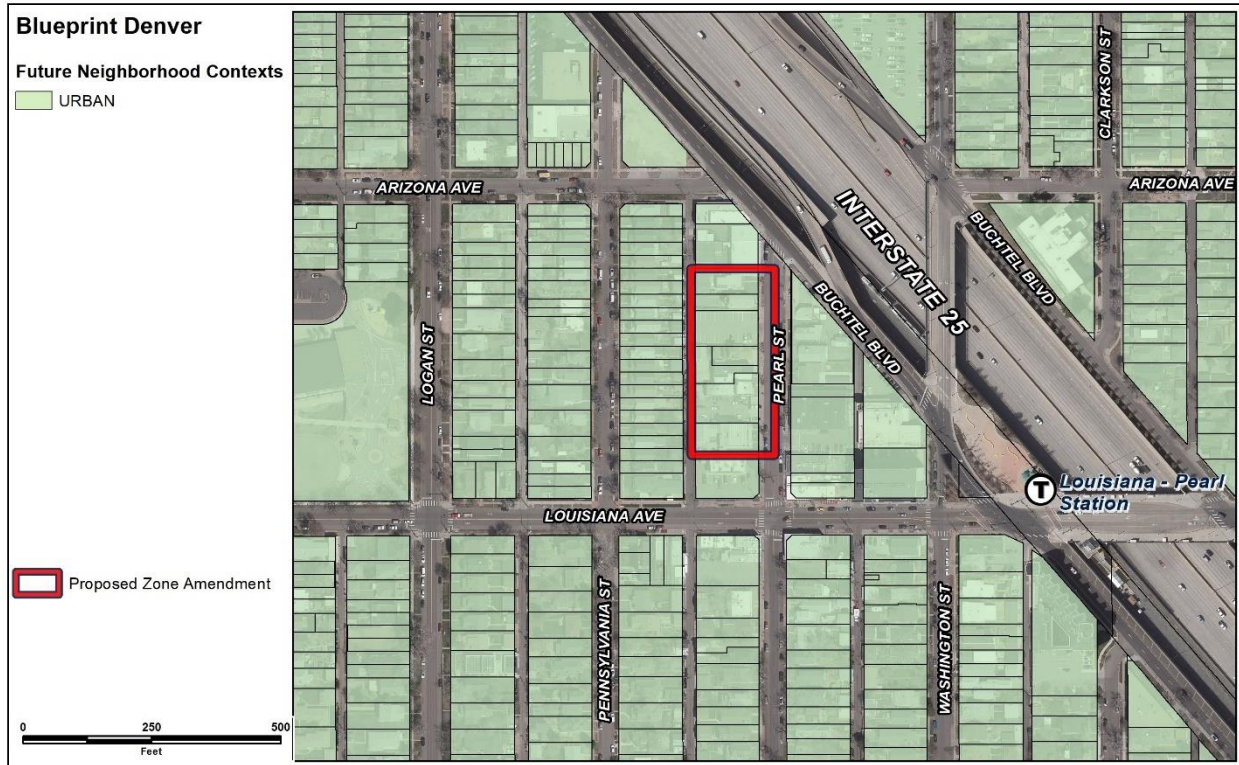 Blueprint Denver
Future Neighborhood Contexts
URBAN
Proposed Zone Amendment
0 250 500
Feet
CLARKSON ST
ARIZONA AVE
ARIZONA AVE
INTERSTATE 25
BUCHTEL BLVD
BUCHTEL BLVD
LOGAN ST
PEARL ST
T
Louisiana - Pearl
Station
LOUISIANA AVE
PENNSYLVANIA ST
WASHINGTON ST